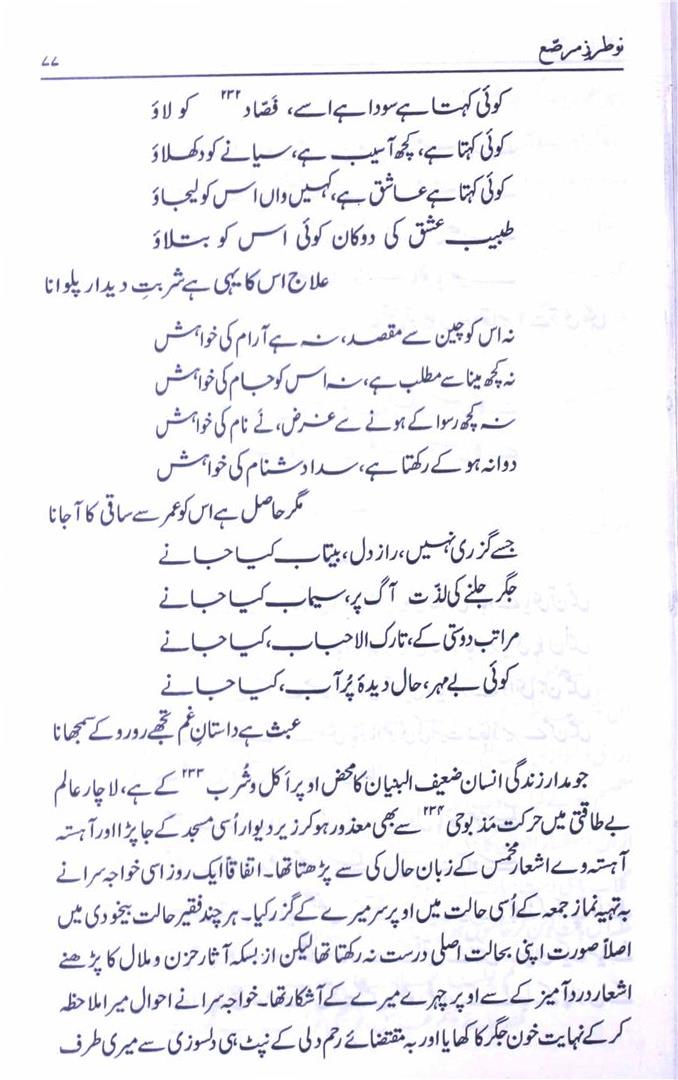 نو طرزِ مرصّع
۷۷
کوئی کہتا ہے سودا ہے اسے، فَصّاد ۲۳۲ کو لاؤ
کوئی کہتا ہے، کچھ آسیب ہے، سیانے کو دکھلاؤ
کوئی کہتا ہے عاشق ہے، کہیں واں اس کو لیجاؤ
طبیب عشق کی دوکان کوئی اس کو بتلاؤ
علاج اس کا یہی ہے شربتِ دیدار پلوانا
نہ اس کو چین سے مقصد، نہ ہے آرام کی خواہش
نہ کچھ مینا سے مطلب ہے، نہ اس کو جام کی خواہش
نہ کچھ رسوا کے ہونے سے غرض، نَے نام کی خواہش
دوانہ ہو کے رکھتا ہے، سدا دشنام کی خواہش
مگر حاصل ہے اس کو عمر سے ساقی کا آ جانا
جسے گزری نہیں، راز دل، بیتاب کیا جانے
جگر جلنے کی لذّت آگ پر، سیماب کیا جانے
مراتب دوستی کے، تارک الاحباب، کیا جانے
کوئی بے مہر، حال دیدۂ پُرآب، کیا جانے
عبث ہے داستانِ غم تجھے رو رو کے سمجھانا
جو مدار زندگی انسان ضعیف البنیان کا محض اوپر اَکل و شُرب ۲۳۳ کے ہے، لاچار عالم
بے طاقتی میں حرکت مذبوحی ۲۳۴ سے بھی معذور ہو کر زیر دیوار اُسی مسجد کے جا پڑا اور آہستہ
آہستہ وے اشعار مخمس کے زبان حال کی سے پڑھتا تھا۔ اتفاقاً ایک روز اسی خواجہ سرا نے
بہ تہیہ نماز جمعہ کے اُسی حالت میں اوپر سر میرے کے گزر کیا۔ ہر چند فقیر حالت بیخودی میں
اصلاً صورت اپنی بحالت اصلی درست نہ رکھتا تھا لیکن از بسکہ آثار حزن و ملال کا پڑھنے
اشعار درد آمیز کے سے اوپر چہرے میرے کے آشکار تھا۔ خواجہ سرا نے احوال میرا ملاحظہ
کر کے نہایت خون جگر کا کھایا اور بہ مقتضائے رحم دلی کے نپٹ ہی دلسوزی سے میری طرف